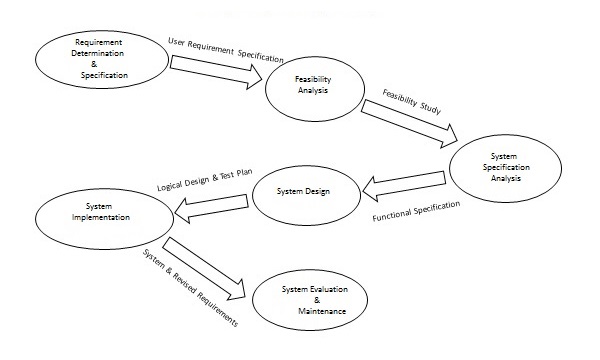 Requirement
Determination
&
Specification
User Requirement Specification
Feasibility
Analysis
Feasibility Study
System
Specification
Analysis
Functional Specification
System Design
Logical Design & Test Plan
System
Implementation
System & Revised Requirements
System Evaluation
&
Maintenance